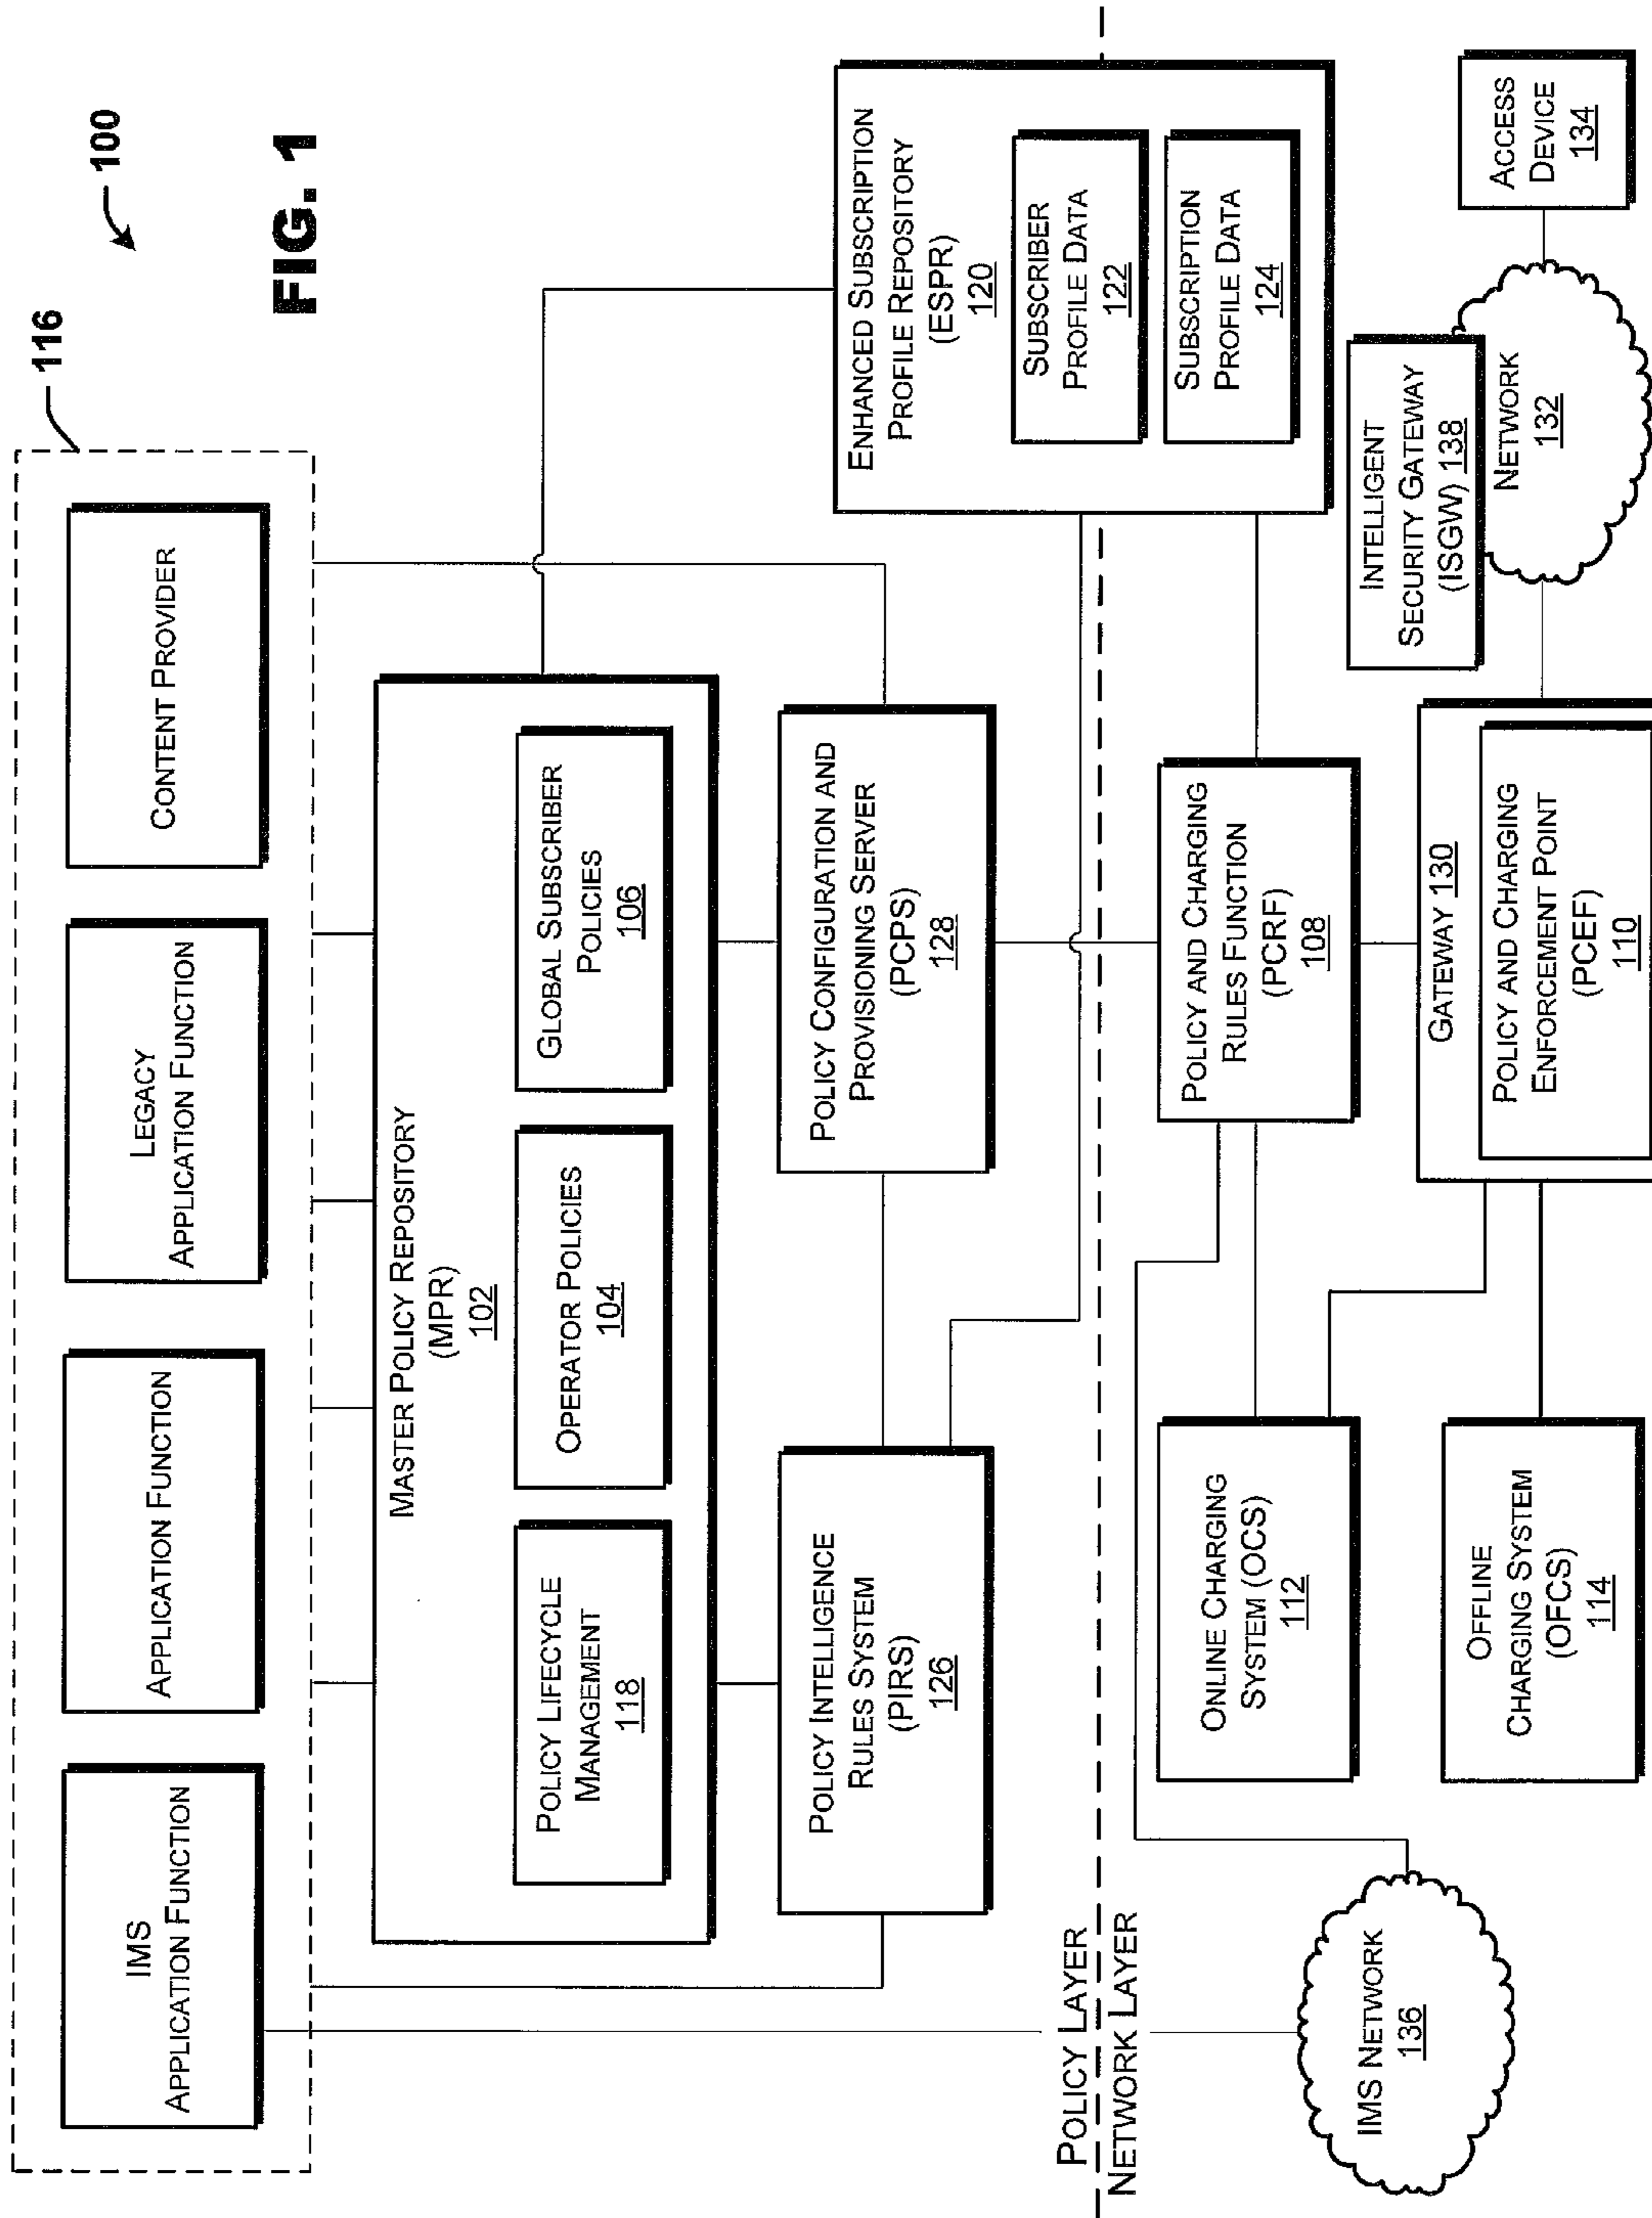 100
116
FIG. 1
IMS
APPLICATION FUNCTION
APPLICATION FUNCTION
LEGACY
APPLICATION FUNCTION
CONTENT PROVIDER
MASTER POLICY REPOSITORY
(MPR)
102
POLICY LIFECYCLE
MANAGEMENT
118
OPERATOR POLICIES
104
GLOBAL SUBSCRIBER
POLICIES
106
POLICY INTELLIGENCE
RULES SYSTEM
(PIRS)
126
POLICY CONFIGURATION AND
PROVISIONING SERVER
(PCPS)
128
ENHANCED SUBSCRIPTION
PROFILE REPOSITORY
(ESPR)
120
SUBSCRIBER
PROFILE DATA
122
SUBSCRIPTION
PROFILE DATA
124
POLICY LAYER
NETWORK LAYER
IMS NETWORK
136
ONLINE CHARGING
SYSTEM (OCS)
112
OFFLINE
CHARGING SYSTEM
(OFCS)
114
POLICY AND CHARGING
RULES FUNCTION
(PCRF)
108
GATEWAY 130
POLICY AND CHARGING
ENFORCEMENT POINT
(PCEF)
110
INTELLIGENT
SECURITY GATEWAY
(ISGW) 138
NETWORK
132
ACCESS
DEVICE
134